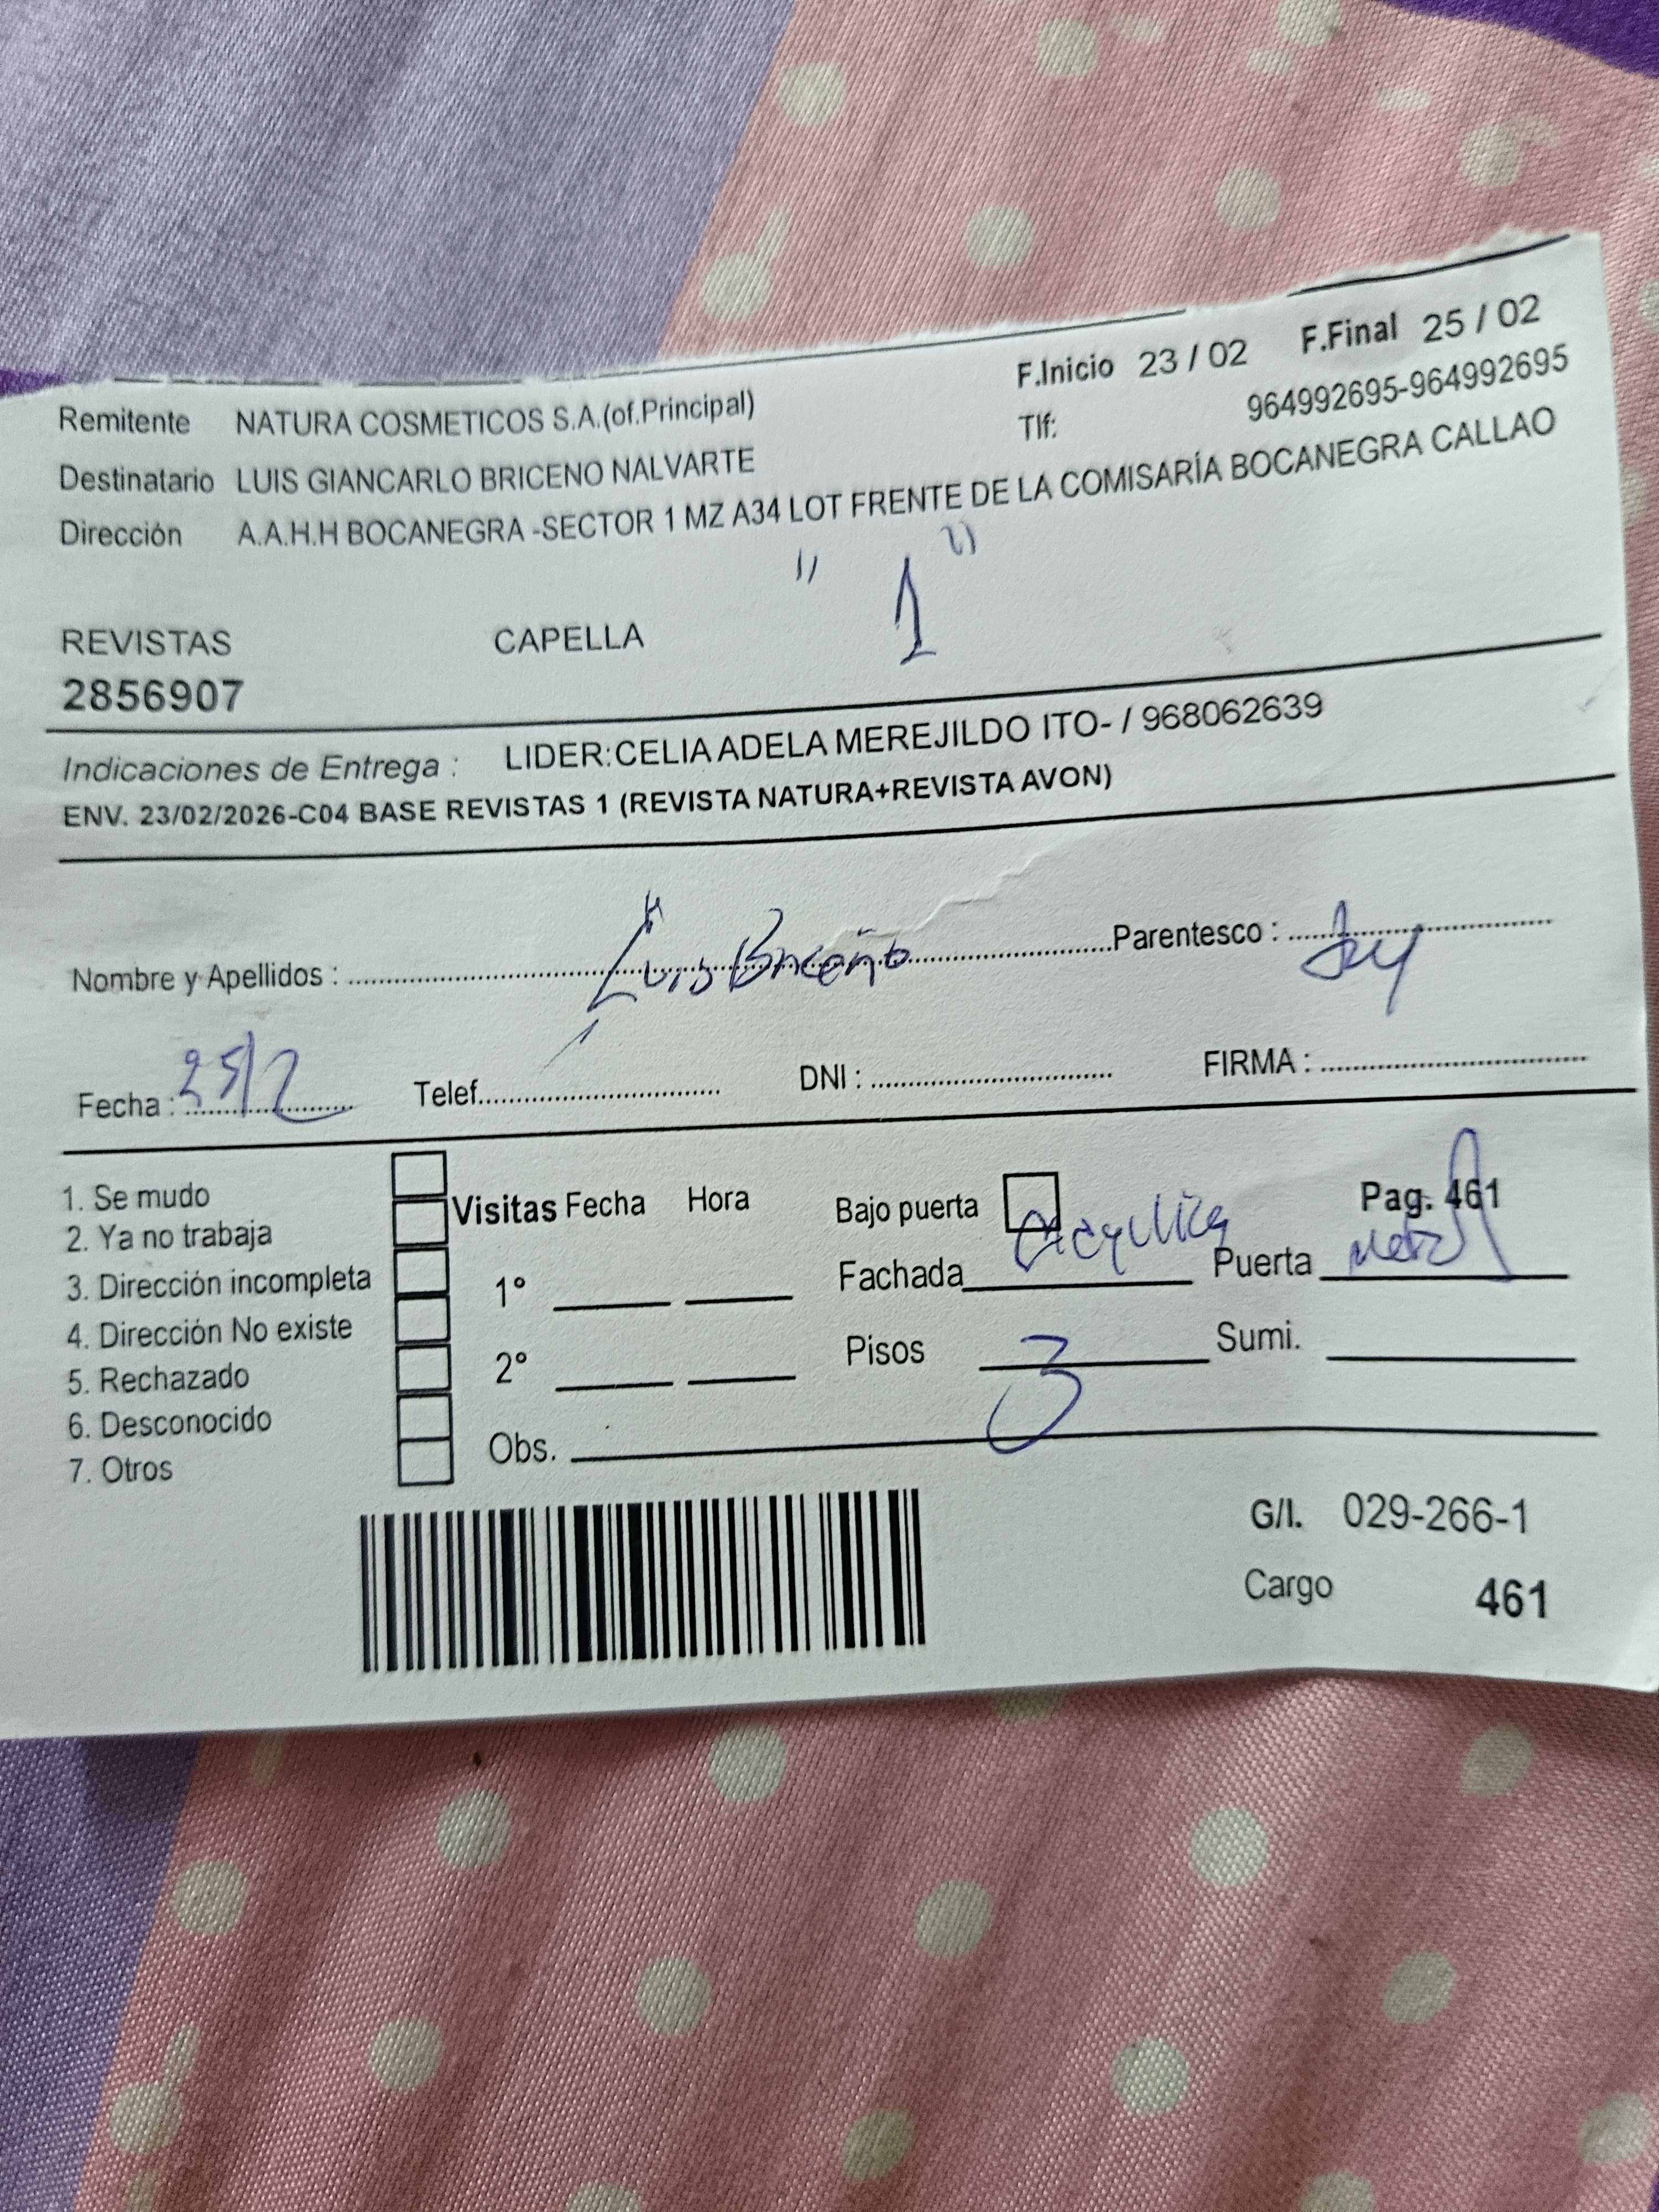 F.Inicio 23 / 02 F.Final 25 / 02
Remitente NATURA COSMETICOS S.A.(of.Principal) Tlf: 964992695-964992695
Destinatario LUIS GIANCARLO BRICENO NALVARTE
Dirección A.A.H.H BOCANEGRA -SECTOR 1 MZ A34 LOT FRENTE DE LA COMISARÍA BOCANEGRA CALLAO
" 1 "
REVISTAS CAPELLA
2856907
Indicaciones de Entrega : LIDER:CELIA ADELA MEREJILDO ITO- / 968062639
ENV. 23/02/2026-C04 BASE REVISTAS 1 (REVISTA NATURA+REVISTA AVON)
Nombre y Apellidos : Luis Briceño Parentesco :
Fecha : 25/2 Telef. DNI : FIRMA :
1. Se mudo
2. Ya no trabaja
3. Dirección incompleta
4. Dirección No existe
5. Rechazado
6. Desconocido
7. Otros
Visitas Fecha Hora
1°
2°
Obs.
Bajo puerta Pag. 461
Fachada Puerta
Pisos 3 Sumi.
G/I. 029-266-1
Cargo 461